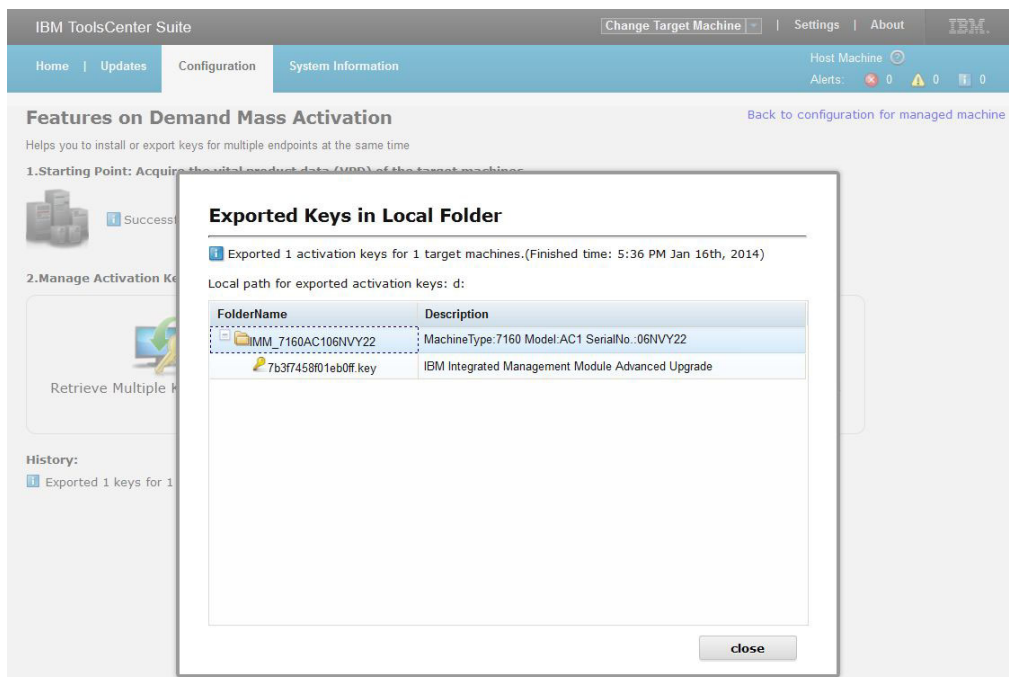 IBM ToolsCenter Suite
Change Target Machine | Settings | About IBM.
Home | Updates Configuration System Information
Host Machine ?
Alerts: 0 0 0
Features on Demand Mass Activation
Back to configuration for managed machine
Helps you to install or export keys for multiple endpoints at the same time
1.Starting Point: Acquire the vital product data (VPD) of the target machines
Successf
Exported Keys in Local Folder
Exported 1 activation keys for 1 target machines.(Finished time: 5:36 PM Jan 16th, 2014)
2.Manage Activation Ke
Local path for exported activation keys: d:
FolderName Description
IMM_7160AC106NVY22 MachineType:7160 Model:AC1 SerialNo.:06NVY22
7b3f7458f01eb0ff.key IBM Integrated Management Module Advanced Upgrade
Retrieve Multiple K
History:
Exported 1 keys for 1
close